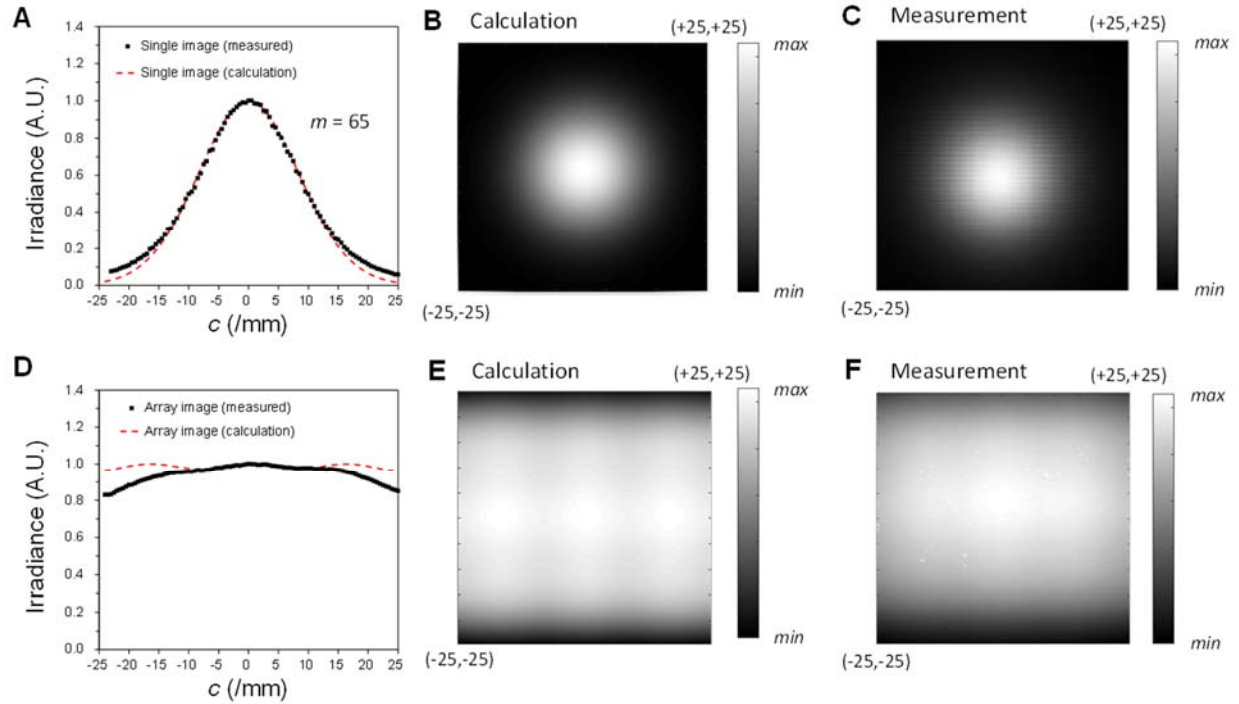 A
1.4
1.2
1.0
0.8
0.6
0.4
0.2
0.0
Irradiance (A.U.)
Single image (measured)
Single image (calculation)
m = 65
-25 -20 -15 -10 -5 0 5 10 15 20 25
c (/mm)
B
Calculation
(+25,+25)
max
min
(-25,-25)
C
Measurement
(+25,+25)
max
min
(-25,-25)
D
1.4
1.2
1.0
0.8
0.6
0.4
0.2
0.0
Irradiance (A.U.)
Array image (measured)
Array image (calculation)
-25 -20 -15 -10 -5 0 5 10 15 20 25
c (/mm)
E
Calculation
(+25,+25)
max
min
(-25,-25)
F
Measurement
(+25,+25)
max
min
(-25,-25)